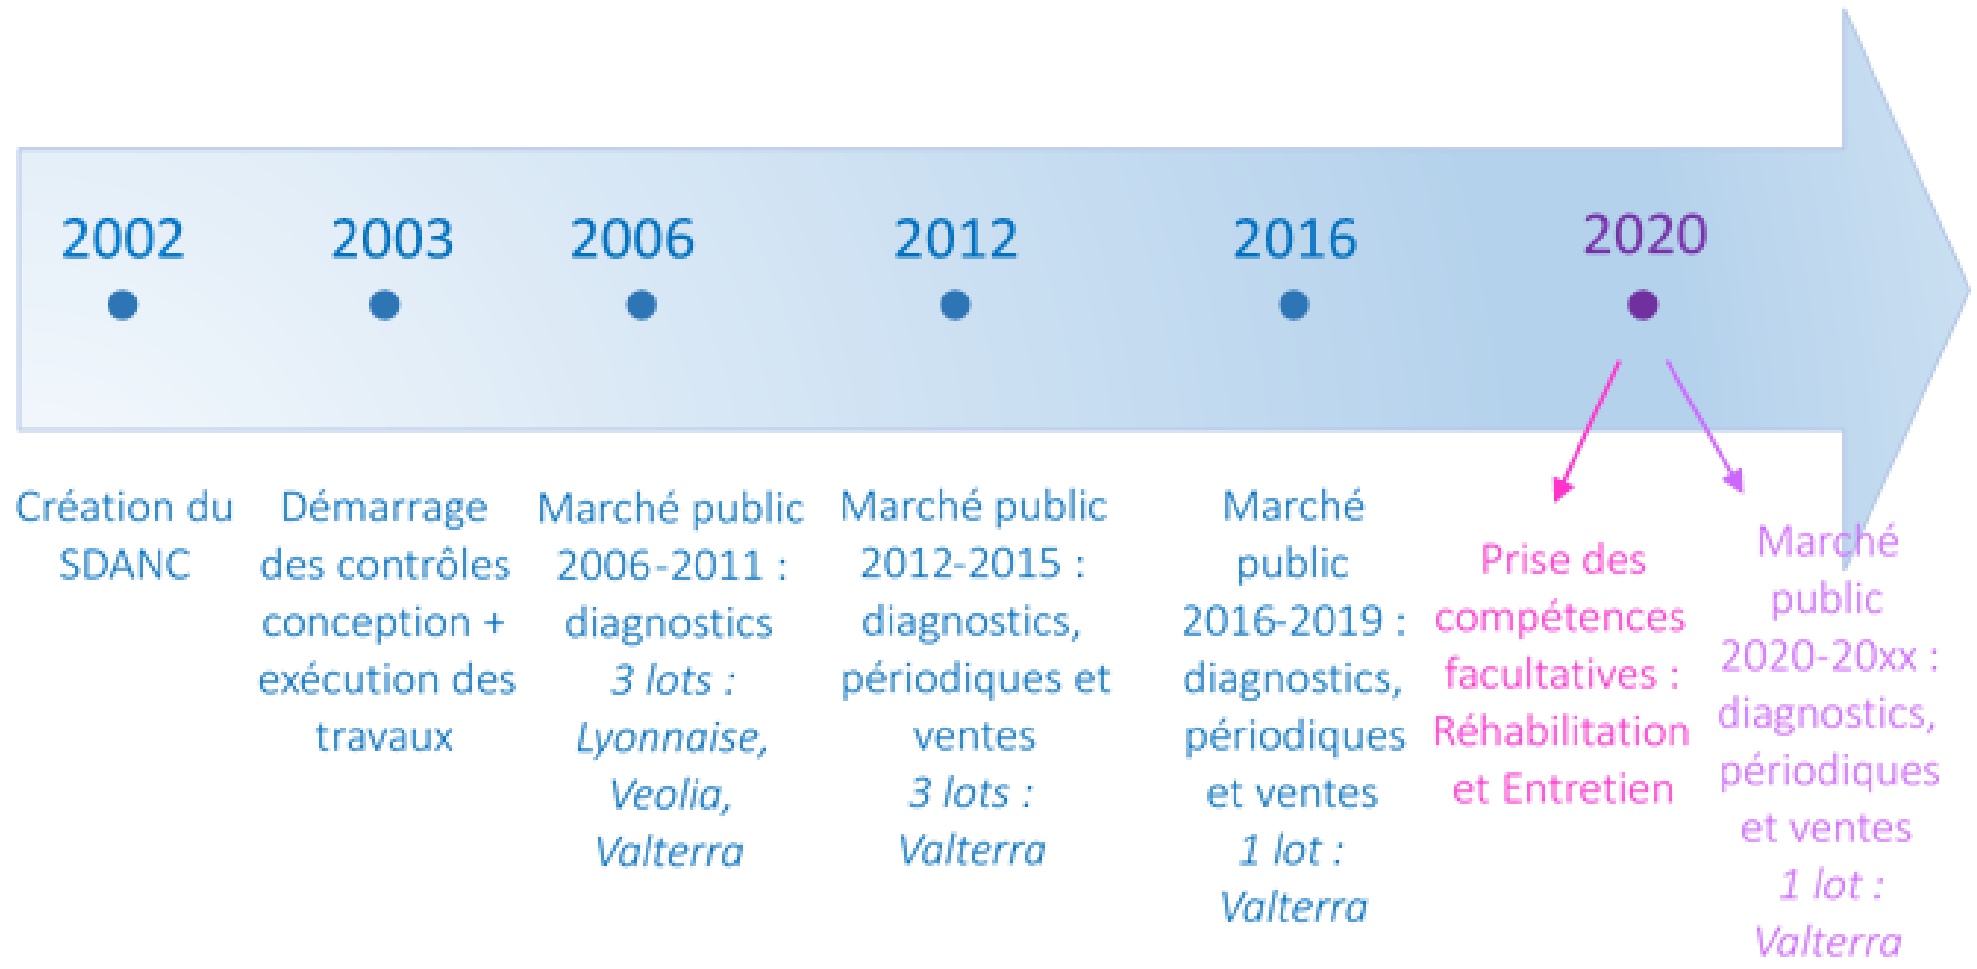 2002
2003
2006
2012
2016
2020
Création du
SDANC
Démarrage
des contrôles
conception +
exécution des
travaux
Marché public
2006-2011 :
diagnostics
3 lots :
Lyonnaise,
Veolia,
Valterra
Marché public
2012-2015 :
diagnostics,
périodiques et
ventes
3 lots :
Valterra
Marché
public
2016-2019 :
diagnostics,
périodiques
et ventes
1 lot :
Valterra
Prise des
compétences
facultatives :
Réhabilitation
et Entretien
Marché
public
2020-20xx :
diagnostics,
périodiques
et ventes
1 lot :
Valterra